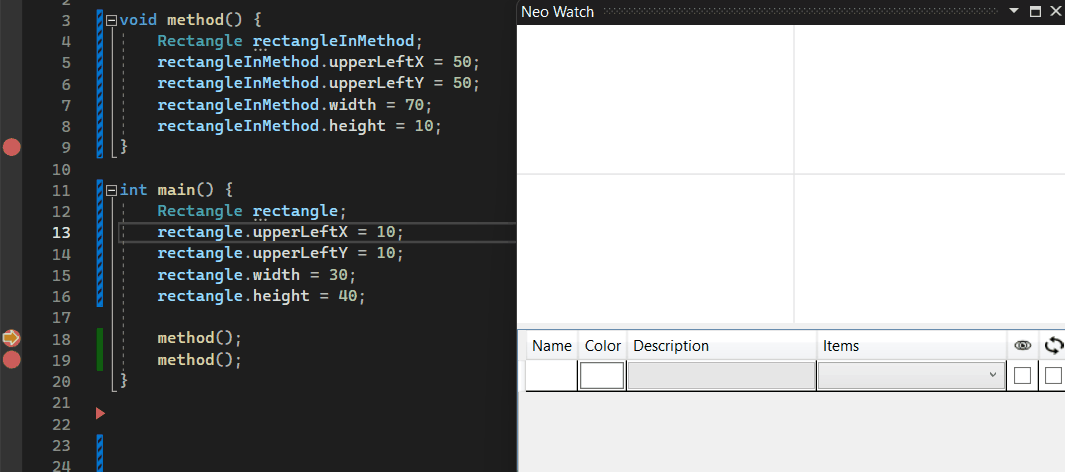 2
3 void method() {
4 Rectangle rectangleInMethod;
5 rectangleInMethod.upperLeftX = 50;
6 rectangleInMethod.upperLeftY = 50;
7 rectangleInMethod.width = 70;
8 rectangleInMethod.height = 10;
9 }
10
11 int main() {
12 Rectangle rectangle;
13 rectangle.upperLeftX = 10;
14 rectangle.upperLeftY = 10;
15 rectangle.width = 30;
16 rectangle.height = 40;
17
18 method();
19 method();
20 }
21
22
23
24
Neo Watch
Name Color Description Items